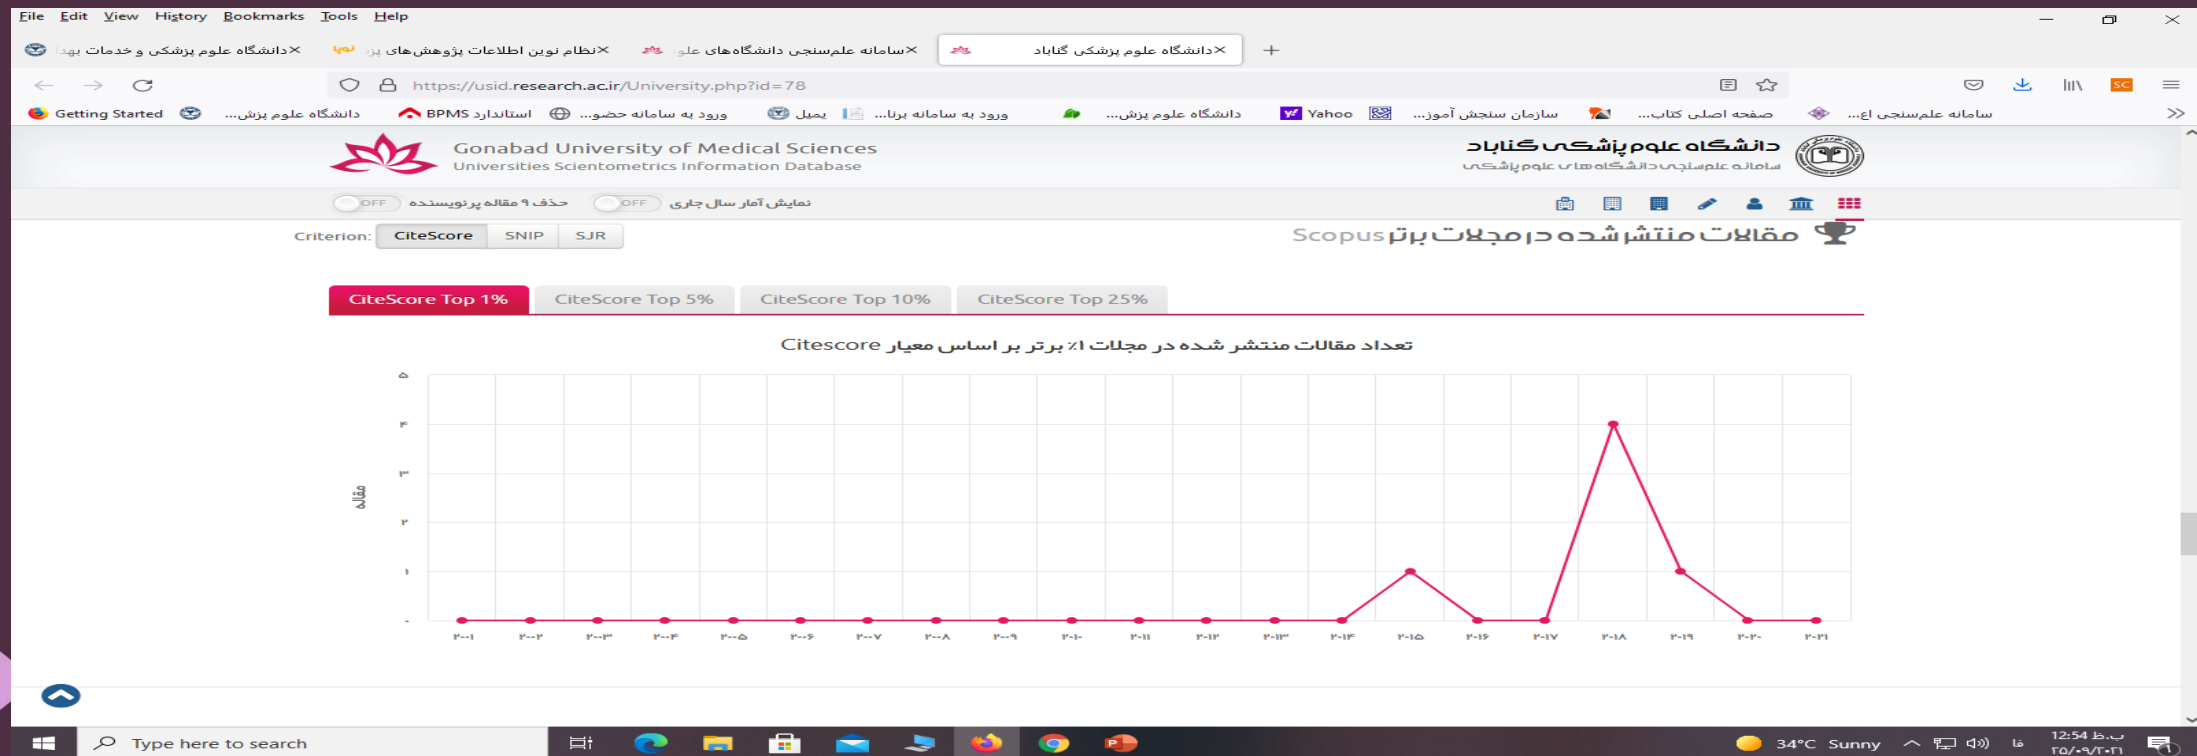 File Edit View History Bookmarks Tools Help
دانشگاه علوم پزشکی و خدمات بهدا
نظام نوین اطلاعات پژوهش‌های پز
سامانه علم‌سنجی دانشگاه‌های علو
دانشگاه علوم پزشکی گناباد
https://usid.research.ac.ir/University.php?id=78
SC
Getting Started
دانشگاه علوم پزش...
استاندارد BPMS
ورود به سامانه حضو...
یمیل
ورود به سامانه برنا...
دانشگاه علوم پزش...
Yahoo
سازمان سنجش آموز...
صفحه اصلی کتاب...
سامانه علم‌سنجی اع...
Gonabad University of Medical Sciences
Universities Scientometrics Information Database
دانشگاه علوم پزشکی گناباد
سامانه علم‌سنجی دانشگاه‌های علوم پزشکی
OFF حذف ۹ مقاله پر نویسنده
OFF نمایش آمار سال جاری
Criterion: CiteScore SNIP SJR
مقالات منتشر شده در مجلات برتر Scopus
CiteScore Top 1% CiteScore Top 5% CiteScore Top 10% CiteScore Top 25%
تعداد مقالات منتشر شده در مجلات ۱٪ برتر بر اساس معیار Citescore
۵
۴
۳
مقاله
۲
۱
۰
۲۰۰۱ ۲۰۰۲ ۲۰۰۳ ۲۰۰۴ ۲۰۰۵ ۲۰۰۶ ۲۰۰۷ ۲۰۰۸ ۲۰۰۹ ۲۰۱۰ ۲۰۱۱ ۲۰۱۲ ۲۰۱۳ ۲۰۱۴ ۲۰۱۵ ۲۰۱۶ ۲۰۱۷ ۲۰۱۸ ۲۰۱۹ ۲۰۲۰ ۲۰۲۱
Type here to search
34°C Sunny
فا
12:54 ب.ظ
۲۵/۰۹/۲۰۲۱